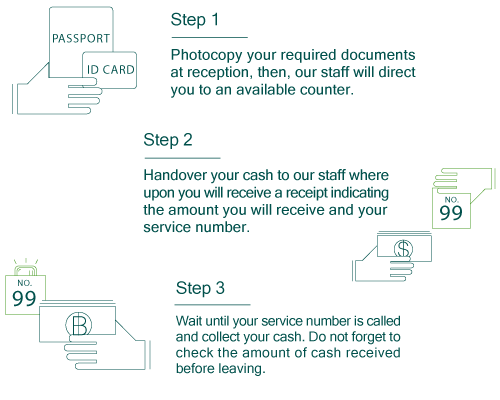 PASSPORT
ID CARD
Step 1
Photocopy your required documents
at reception, then, our staff will direct
you to an available counter.
Step 2
Handover your cash to our staff where
upon you will receive a receipt indicating
the amount you will receive and your
service number.
NO.
99
$
NO.
99
B
Step 3
Wait until your service number is called
and collect your cash. Do not forget to
check the amount of cash received
before leaving.